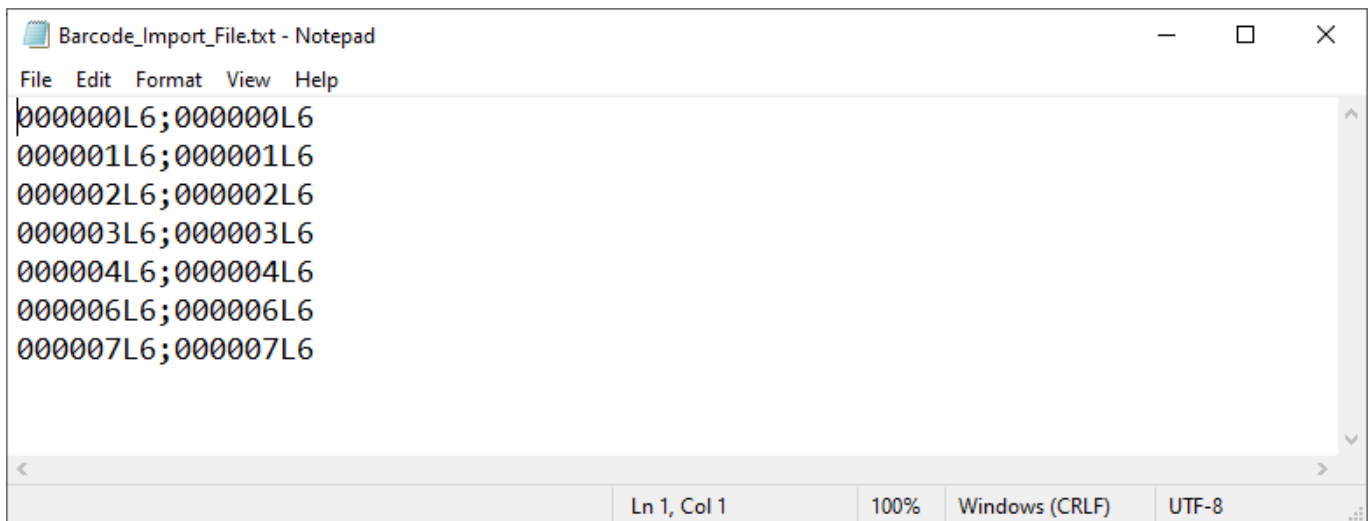 Barcode_Import_File.txt - Notepad
File Edit Format View Help
000000L6;000000L6
000001L6;000001L6
000002L6;000002L6
000003L6;000003L6
000004L6;000004L6
000006L6;000006L6
000007L6;000007L6
Ln 1, Col 1 100% Windows (CRLF) UTF-8